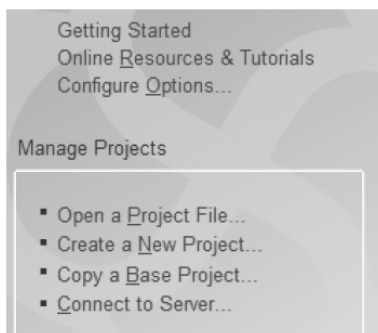 Getting Started
Online Resources & Tutorials
Configure Options...
Manage Projects
▪ Open a Project File...
▪ Create a New Project...
▪ Copy a Base Project...
▪ Connect to Server...